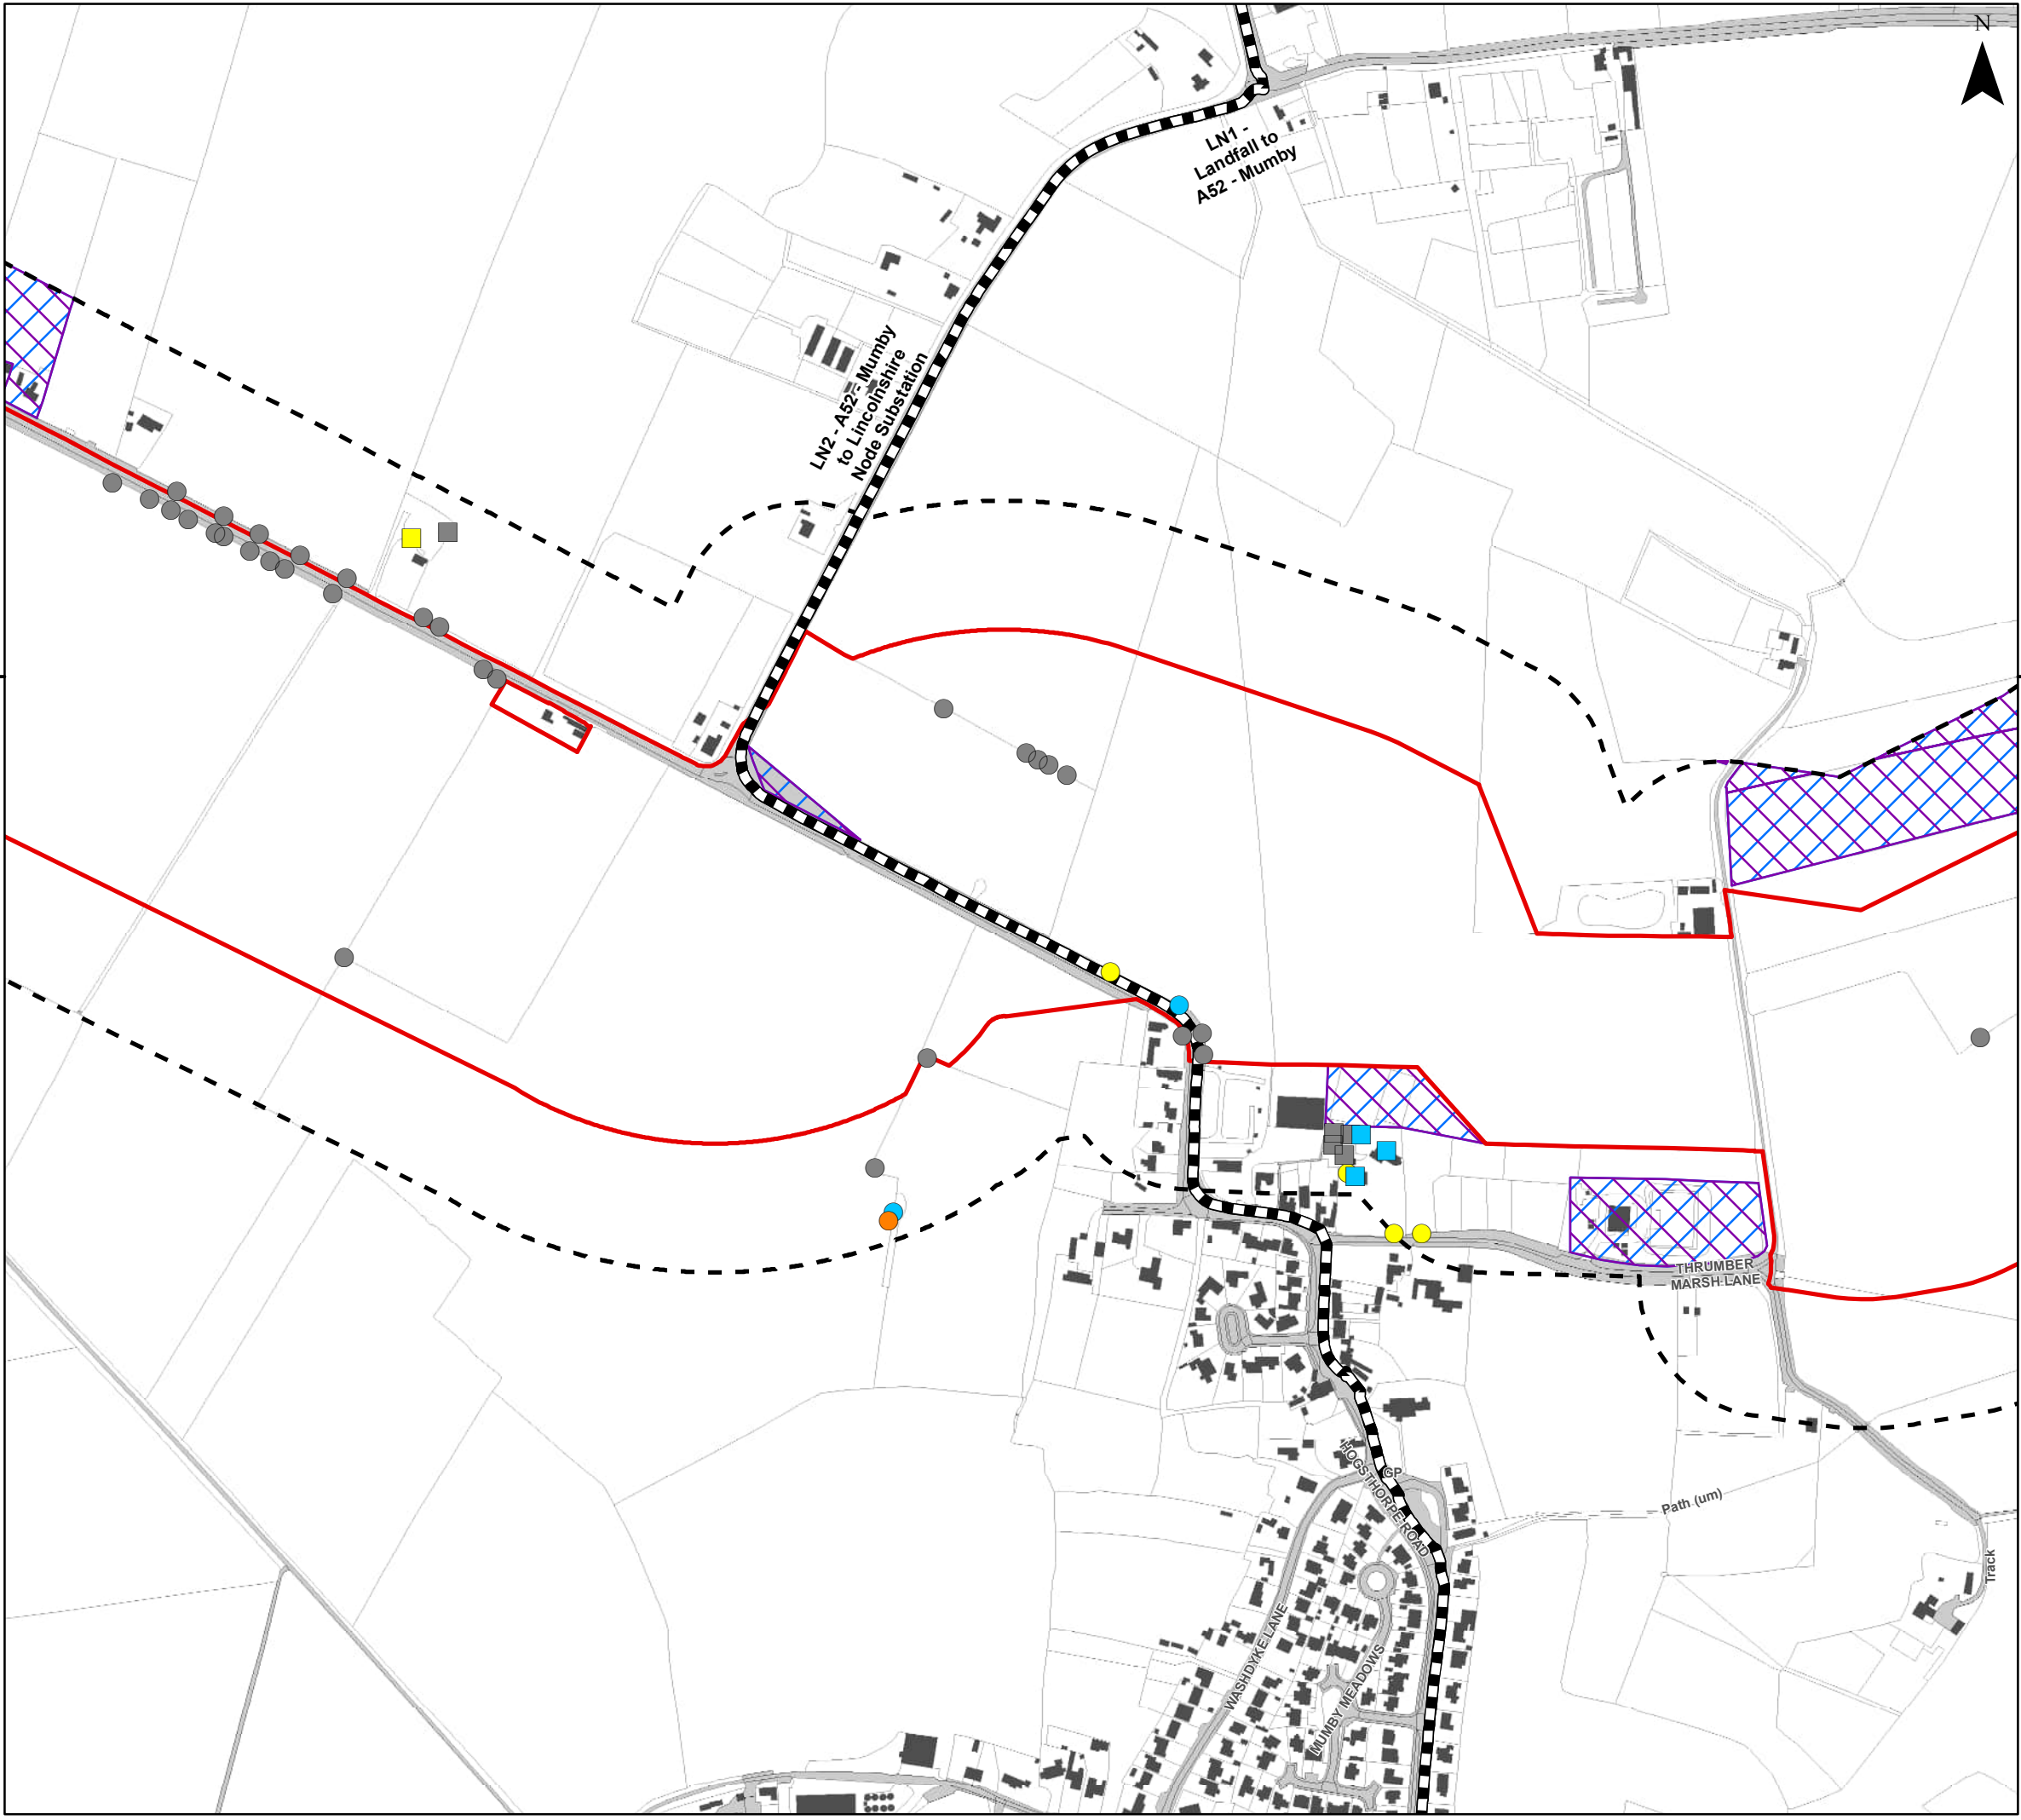 N
LN1 -
Landfall to
A52 - Mumby
LN2 - A52 - Mumby
to Lincolnshire
Node Substation
THRUMBER
MARSH LANE
GP
HOGSTHORPE ROAD
Path (um)
Track
WASHDYKE LANE
MUMBY MEADOWS